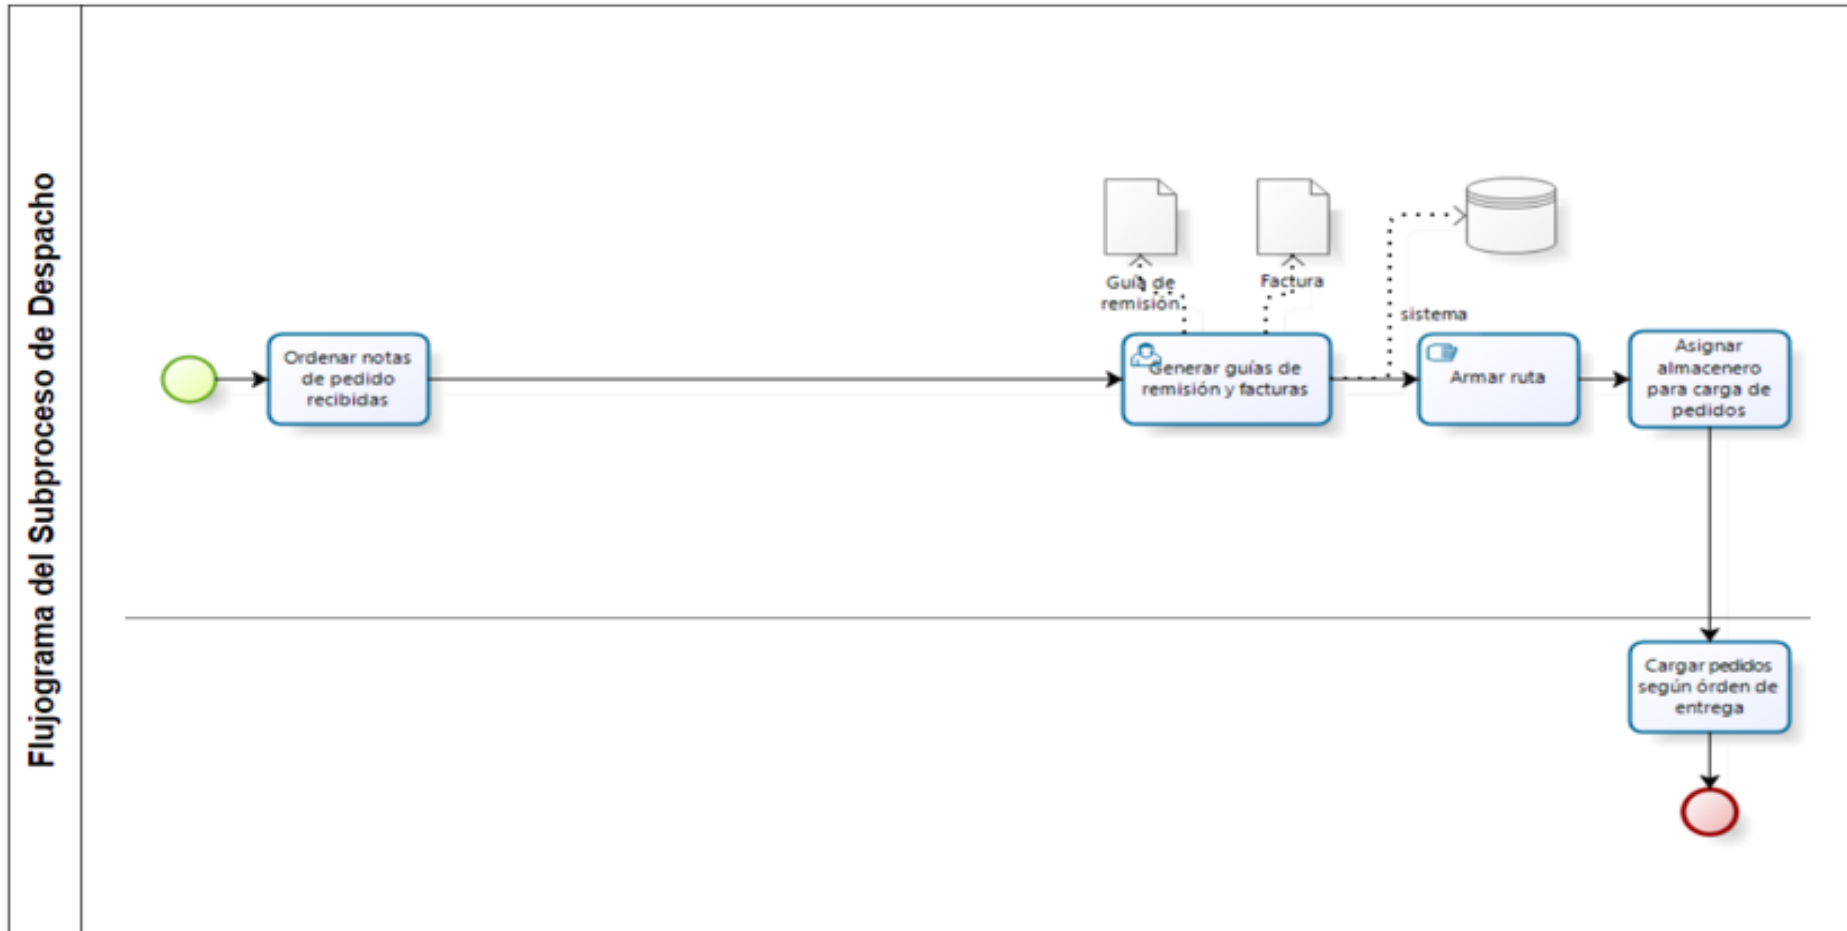 Flujograma del Subproceso de Despacho
Ordenar notas
de pedido
recibidas
Guía de
remisión
Factura
sistema
Generar guías de
remisión y facturas
Armar ruta
Asignar
almacenero
para carga de
pedidos
Cargar pedidos
según órden de
entrega